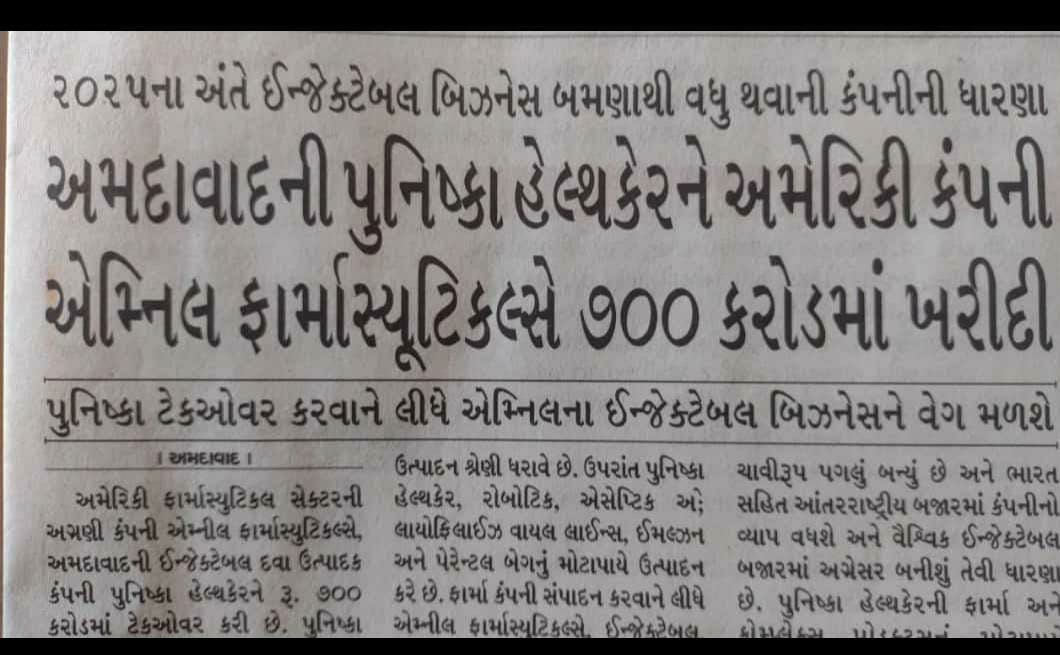 ૨૦૨૫ના અંતે ઈન્જેક્ટેબલ બિઝનેસ બમણાથી વધુ થવાની કંપનીની ધારણા
અમદાવાદની પુનિષ્કા હેલ્થકેરને અમેરિકી કંપની
એમ્નિલ ફાર્માસ્યૂટિકલ્સે ૭૦૦ કરોડમાં ખરીદી
પુનિષ્કા ટેકઓવર કરવાને લીધે એમ્નિલના ઈન્જેક્ટેબલ બિઝનેસને વેગ મળશે
। અમદાવાદ ।
અમેરિકી ફાર્માસ્યુટિકલ સેક્ટરની
અગ્રણી કંપની એમ્નીલ ફાર્માસ્યુટિકલ્સે,
અમદાવાદની ઈન્જેક્ટેબલ દવા ઉત્પાદક
કંપની પુનિષ્કા હેલ્થકેરને રૂ. ૭૦૦
કરોડમાં ટેકઓવર કરી છે. પુનિષ્કા
ઉત્પાદન શ્રેણી ધરાવે છે. ઉપરાંત પુનિષ્કા
હેલ્થકેર, રોબોટિક, એસેપ્ટિક અ;
લાયોફિલાઈઝ વાયલ લાઈન્સ, ઈમલ્ઝન
અને પેરેન્ટલ બેગનું મોટાપાયે ઉત્પાદન
કરે છે. ફાર્મા કંપની સંપાદન કરવાને લીધે
એમ્નીલ ફાર્માસ્યુટિકલ્સે, ઈન્જેક્ટેબલ
ચાવીરૂપ પગલું બન્યું છે અને ભારત
સહિત આંતરરાષ્ટ્રીય બજારમાં કંપનીનો
વ્યાપ વધશે અને વૈશ્વિક ઈન્જેક્ટેબલ
બજારમાં અગ્રેસર બનીશું તેવી ધારણા
છે. પુનિષ્કા હેલ્થકેરની ફાર્મા અને